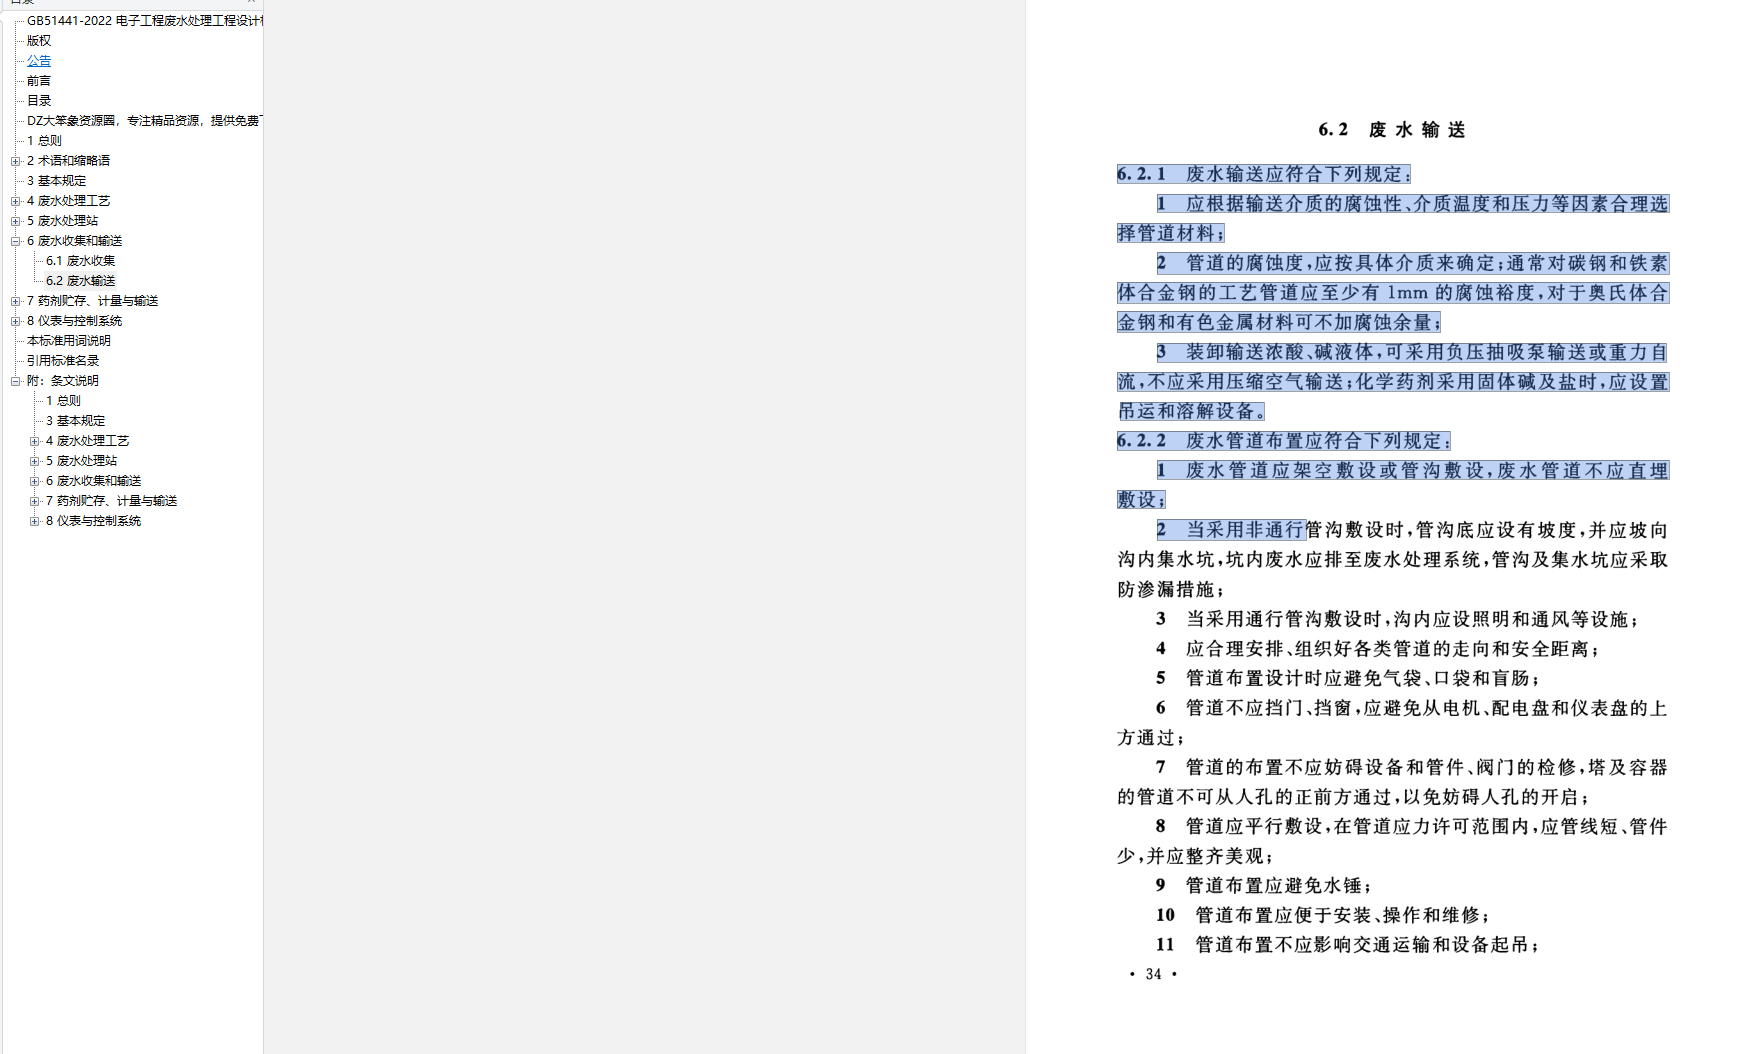 GB51441-2022 电子工程废水处理工程设计
版权
公告
前言
目录
DZ大笨象资源圈，专注精品资源，提供免费
1 总则
2 术语和缩略语
3 基本规定
4 废水处理工艺
5 废水处理站
6 废水收集和输送
6.1 废水收集
6.2 废水输送
7 药剂贮存、计量与输送
8 仪表与控制系统
本标准用词说明
引用标准名录
附：条文说明
1 总则
3 基本规定
4 废水处理工艺
5 废水处理站
6 废水收集和输送
7 药剂贮存、计量与输送
8 仪表与控制系统
6.2 废水输送
6.2.1 废水输送应符合下列规定：
1 应根据输送介质的腐蚀性、介质温度和压力等因素合理选
择管道材料；
2 管道的腐蚀度，应按具体介质来确定；通常对碳钢和铁素
体合金钢的工艺管道应至少有 1mm 的腐蚀裕度，对于奥氏体合
金钢和有色金属材料可不加腐蚀余量；
3 装卸输送浓酸、碱液体，可采用负压抽吸泵输送或重力自
流，不应采用压缩空气输送；化学药剂采用固体碱及盐时，应设置
吊运和溶解设备。
6.2.2 废水管道布置应符合下列规定：
1 废水管道应架空敷设或管沟敷设，废水管道不应直埋
敷设；
2 当采用非通行管沟敷设时，管沟底应设有坡度，并应坡向
沟内集水坑，坑内废水应排至废水处理系统，管沟及集水坑应采取
防渗漏措施；
3 当采用通行管沟敷设时，沟内应设照明和通风等设施；
4 应合理安排、组织好各类管道的走向和安全距离；
5 管道布置设计时应避免气袋、口袋和盲肠；
6 管道不应挡门、挡窗，应避免从电机、配电盘和仪表盘的上
方通过；
7 管道的布置不应妨碍设备和管件、阀门的检修，塔及容器
的管道不可从人孔的正前方通过，以免妨碍人孔的开启；
8 管道应平行敷设，在管道应力许可范围内，应管线短、管件
少，并应整齐美观；
9 管道布置应避免水锤；
10 管道布置应便于安装、操作和维修；
11 管道布置不应影响交通运输和设备起吊；
• 34 •